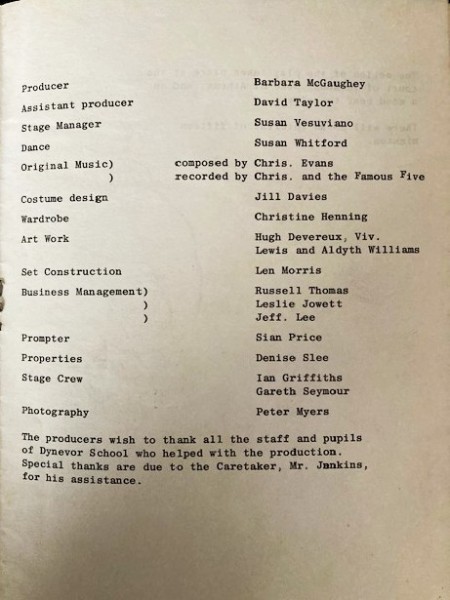 Producer Barbara McGaughey
Assistant producer David Taylor
Stage Manager Susan Vesuviano
Dance Susan Whitford
Original Music) composed by Chris. Evans
) recorded by Chris. and the Famous Five
Costume design Jill Davies
Wardrobe Christine Henning
Art Work Hugh Devereux, Viv.
Lewis and Aldyth Williams
Set Construction Len Morris
Business Management) Russell Thomas
) Leslie Jowett
) Jeff. Lee
Prompter Sian Price
Properties Denise Slee
Stage Crew Ian Griffiths
Gareth Seymour
Photography Peter Myers
The producers wish to thank all the staff and pupils
of Dynevor School who helped with the production.
Special thanks are due to the Caretaker, Mr. Jenkins,
for his assistance.